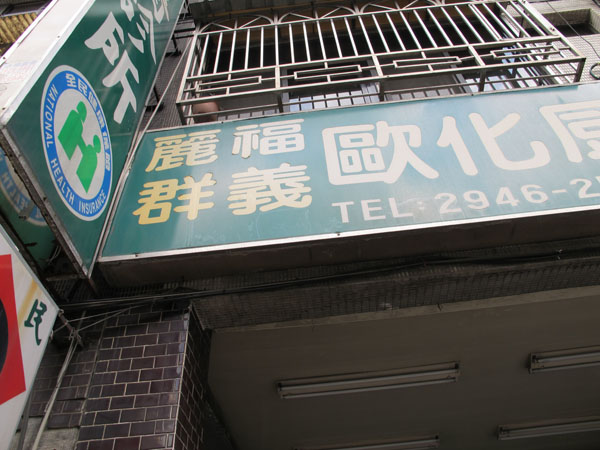 所
全民健康保險
NATIONAL HEALTH INSURANCE
麗福
群義
歐化
TEL 2946-2
民